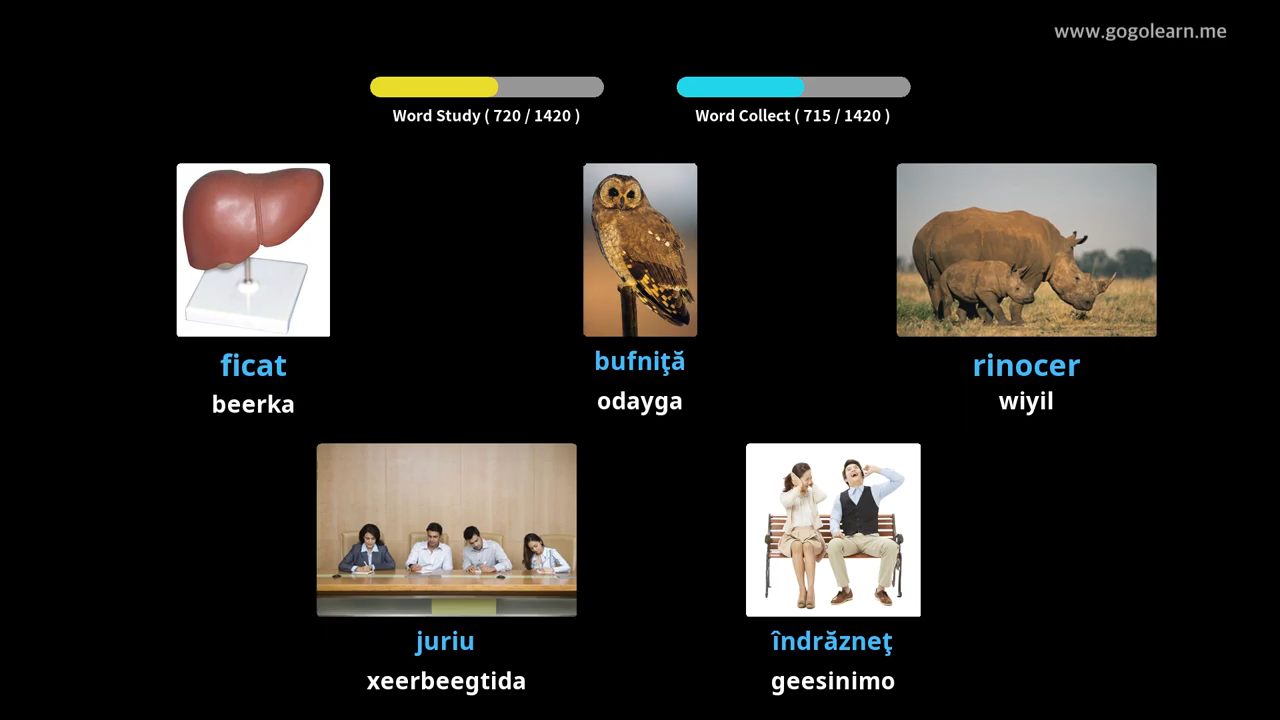 www.gogolearn.me
Word Study ( 720 / 1420 )
Word Collect ( 715 / 1420 )
ficat
beerka
bufniţă
odayga
rinocer
wiyil
juriu
xeerbeegtida
îndrăzneţ
geesinimo